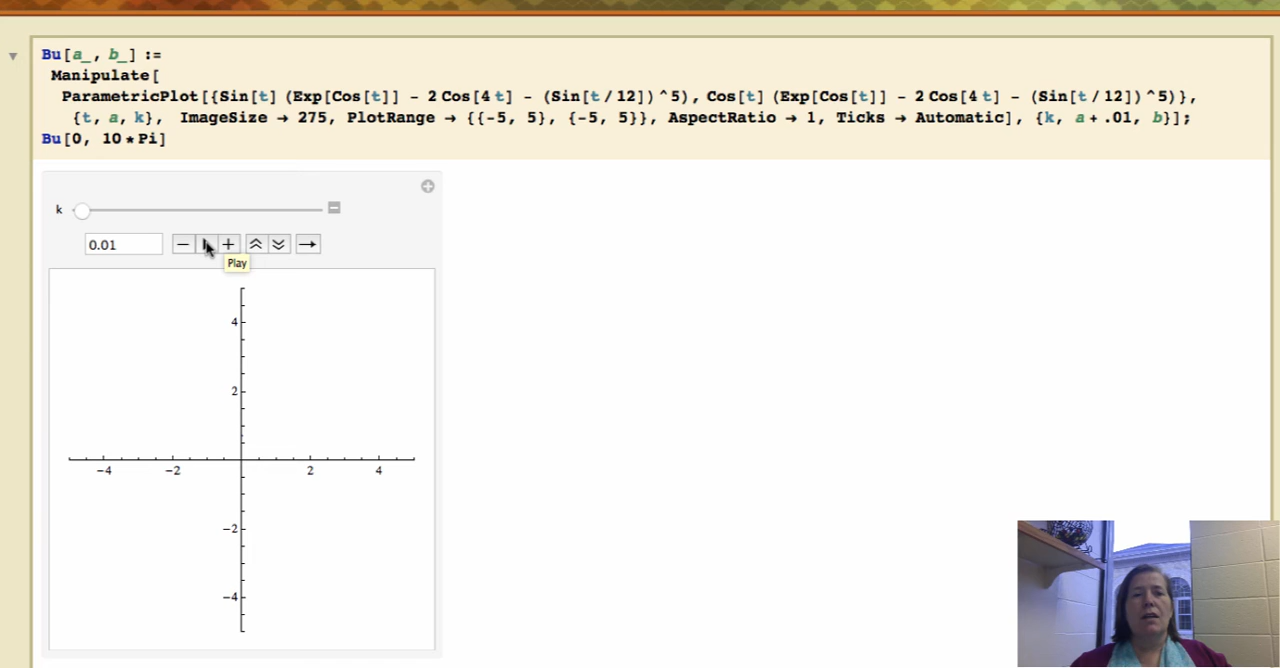 Bu[a_, b_] :=
Manipulate[
ParametricPlot[{Sin[t] (Exp[Cos[t]] - 2 Cos[4 t] - (Sin[t / 12]) ^ 5), Cos[t] (Exp[Cos[t]] - 2 Cos[4 t] - (Sin[t / 12]) ^ 5)},
{t, a, k}, ImageSize → 275, PlotRange → {{-5, 5}, {-5, 5}}, AspectRatio → 1, Ticks → Automatic], {k, a + .01, b}];
Bu[0, 10 * Pi]
k
0.01
Play
4
2
-4 -2 2 4
-2
-4